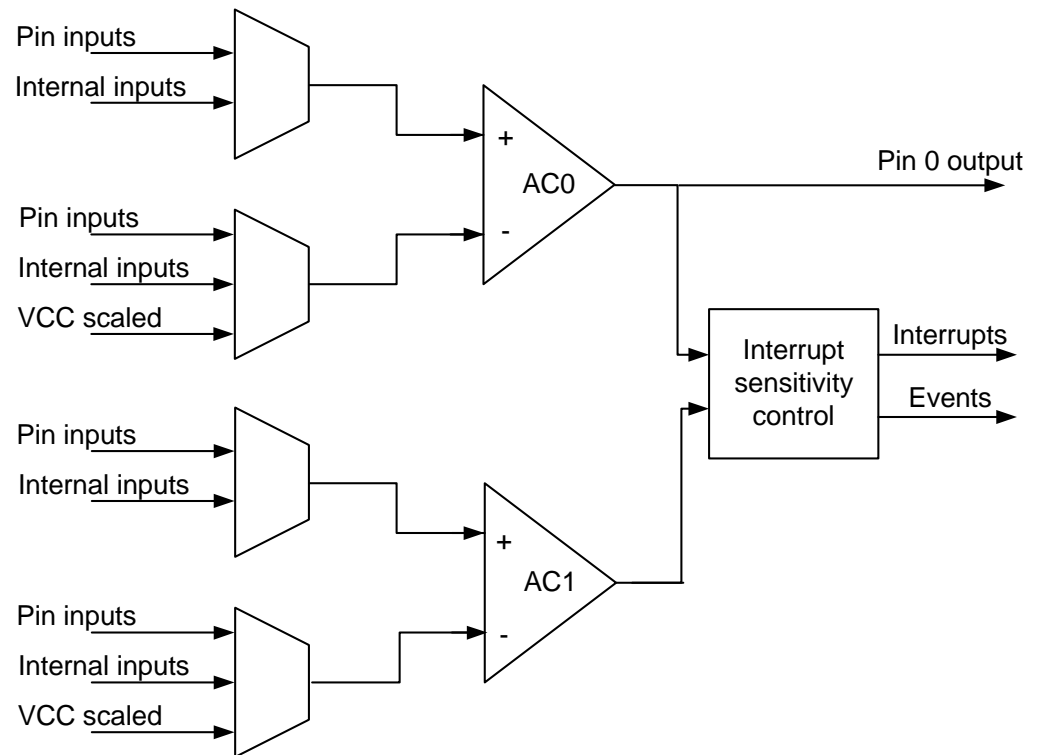 Pin inputs
Internal inputs
+
AC0
-
Pin 0 output
Pin inputs
Internal inputs
VCC scaled
Interrupt
sensitivity
control
Interrupts
Events
Pin inputs
Internal inputs
+
AC1
-
Pin inputs
Internal inputs
VCC scaled